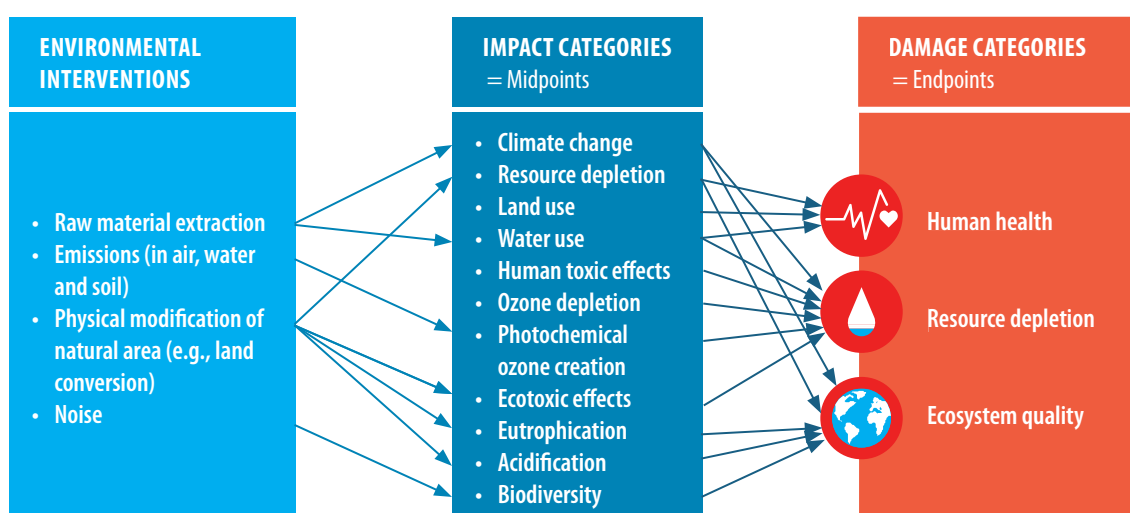 ENVIRONMENTAL
INTERVENTIONS
• Raw material extraction
• Emissions (in air, water
and soil)
• Physical modification of
natural area (e.g., land
conversion)
• Noise
IMPACT CATEGORIES
= Midpoints
• Climate change
• Resource depletion
• Land use
• Water use
• Human toxic effects
• Ozone depletion
• Photochemical
ozone creation
• Ecotoxic effects
• Eutrophication
• Acidification
• Biodiversity
DAMAGE CATEGORIES
= Endpoints
Human health
Resource depletion
Ecosystem quality